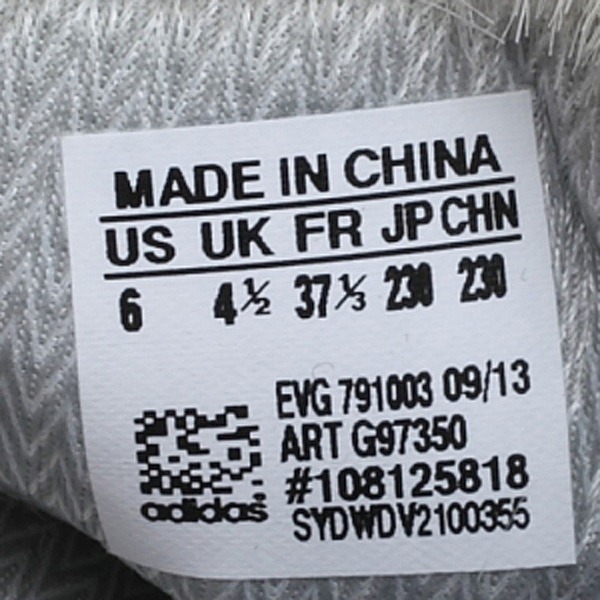 MADE IN CHINA
US UK FR JP CHN
6 4½ 37⅓ 230 230
EVG 791003 09/13
ART G97350
#108125818
adidas
SYDWDV2100355